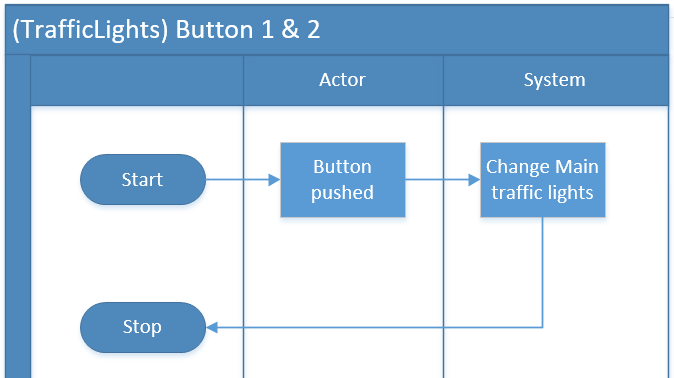 (TrafficLights) Button 1 & 2
Actor
System
Start
Button
pushed
Change Main
traffic lights
Stop